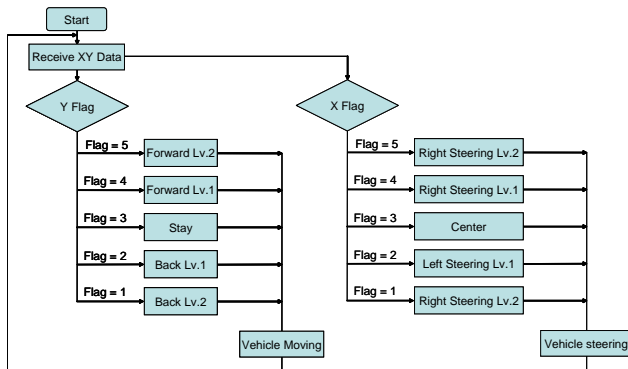 Start
Receive XY Data
Y Flag
X Flag
Flag = 5
Forward Lv.2
Flag = 4
Forward Lv.1
Flag = 3
Stay
Flag = 2
Back Lv.1
Flag = 1
Back Lv.2
Vehicle Moving
Flag = 5
Right Steering Lv.2
Flag = 4
Right Steering Lv.1
Flag = 3
Center
Flag = 2
Left Steering Lv.1
Flag = 1
Right Steering Lv.2
Vehicle steering